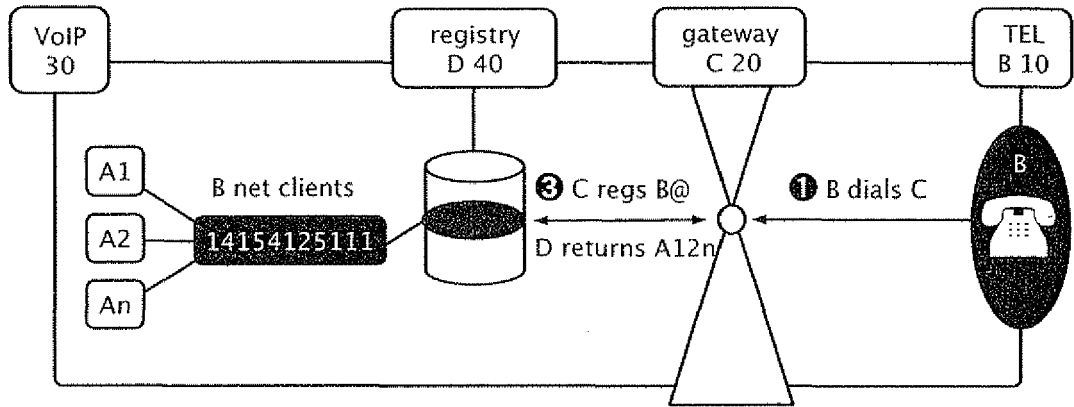 VoIP
30
registry
D 40
gateway
C 20
TEL
B 10
A1
A2
An
B net clients
14154125111
❸ C regs B@
D returns A12n
❶ B dials C
B